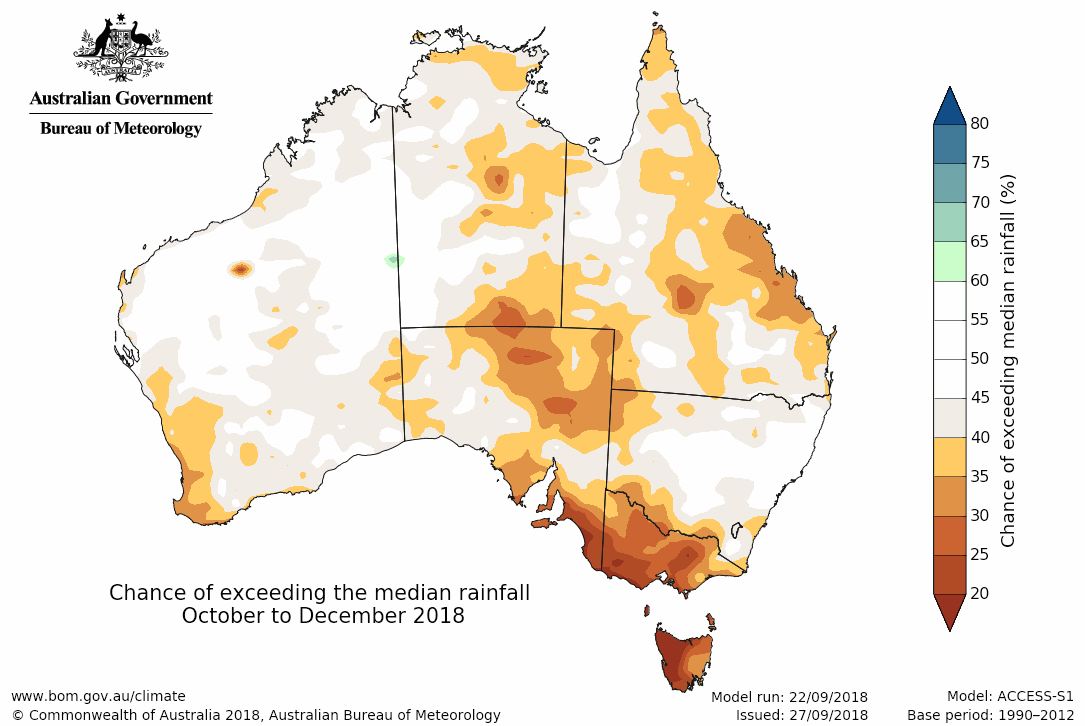 AUSTRALIA
Australian Government
Bureau of Meteorology
80
75
70
65
60
55
50
45
40
35
30
25
20
Chance of exceeding median rainfall (%)
Chance of exceeding the median rainfall
October to December 2018
www.bom.gov.au/climate
© Commonwealth of Australia 2018, Australian Bureau of Meteorology
Model run: 22/09/2018
Issued: 27/09/2018
Model: ACCESS-S1
Base period: 1990–2012